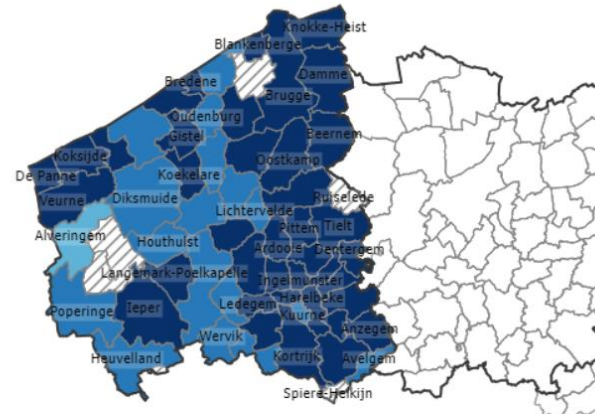 Knokke-Heist
Blankenberge
Bredene
Damme
Brugge
Oudenburg
Gistel
Beernem
Koksijde
Oostkamp
De Panne
Koekelare
Veurne
Diksmuide
Ruiselede
Lichtervelde
Alveringem
Pittem
Tielt
Houthulst
Ardooie
Dentergem
Langemark-Poelkapelle
Ingelmunster
Poperinge
Ieper
Ledegem
Harelbeke
Kuurne
Wervik
Anzegem
Heuvelland
Kortrijk
Avelgem
Spiere-Helkijn